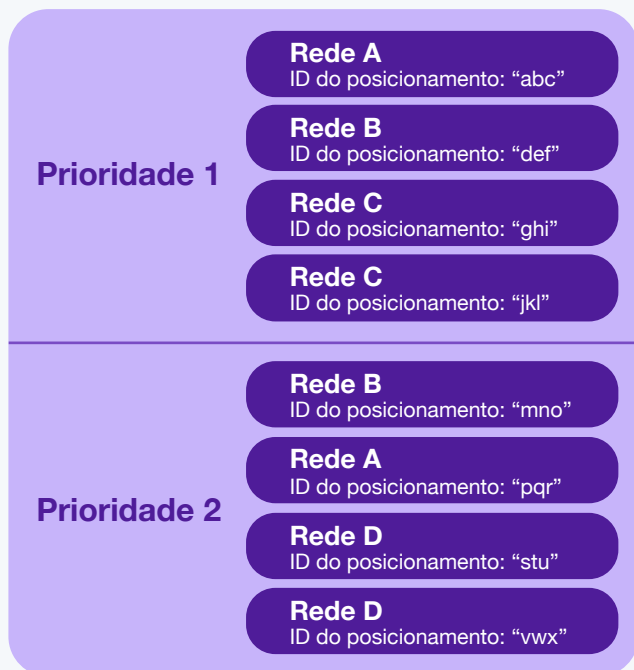 Prioridade 1
Rede A
ID do posicionamento: “abc”
Rede B
ID do posicionamento: “def”
Rede C
ID do posicionamento: “ghi”
Rede C
ID do posicionamento: “jkl”
Prioridade 2
Rede B
ID do posicionamento: “mno”
Rede A
ID do posicionamento: “pqr”
Rede D
ID do posicionamento: “stu”
Rede D
ID do posicionamento: “vwx”